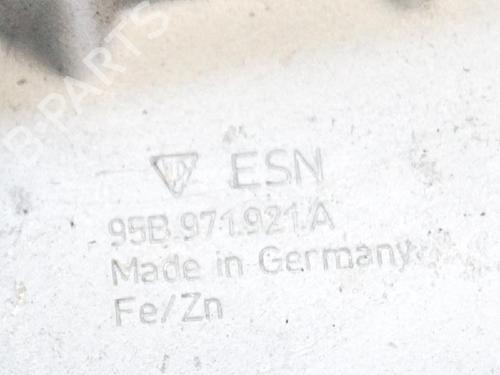 B-PARTS
ESN
95B.971.921.A
Made in Germany
Fe/Zn